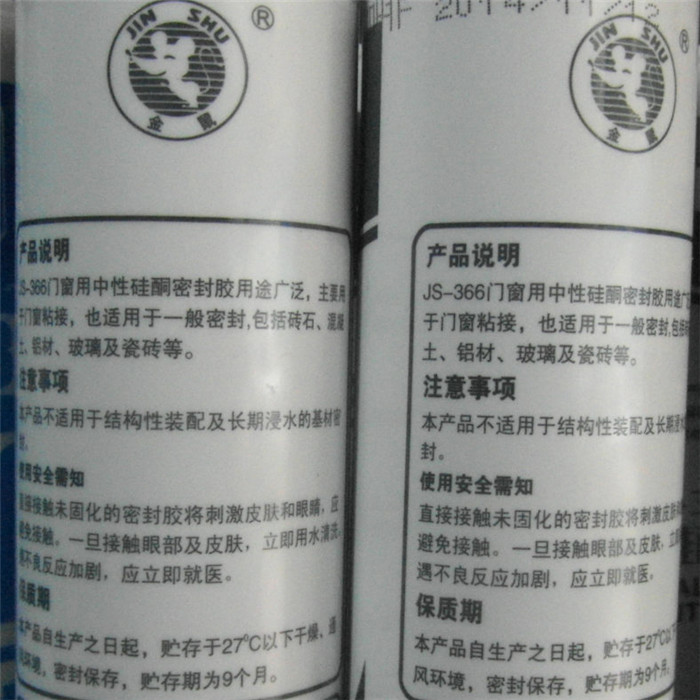 JIN SHU
®
金鼠
产品说明
JS-366门窗用中性硅酮密封胶用途广泛，主要用
于门窗粘接，也适用于一般密封,包括砖石、混凝
土、铝材、玻璃及瓷砖等。
注意事项
本产品不适用于结构性装配及长期浸水的基材密
封。
使用安全需知
直接接触未固化的密封胶将刺激皮肤和眼睛，应
避免接触。一旦接触眼部及皮肤，立即用水清洗。
遇不良反应加剧，应立即就医。
保质期
本产品自生产之日起，贮存于27℃以下干燥、通
风环境，密封保存，贮存期为9个月。
2014/11/12
JIN SHU
®
金鼠
产品说明
JS-366门窗用中性硅酮密封胶用途广
于门窗粘接，也适用于一般密封,包括
土、铝材、玻璃及瓷砖等。
注意事项
本产品不适用于结构性装配及长期浸
封。
使用安全需知
直接接触未固化的密封胶将刺激皮肤
避免接触。一旦接触眼部及皮肤，立
遇不良反应加剧，应立即就医。
保质期
本产品自生产之日起，贮存于27℃以下
风环境，密封保存，贮存期为9个月。